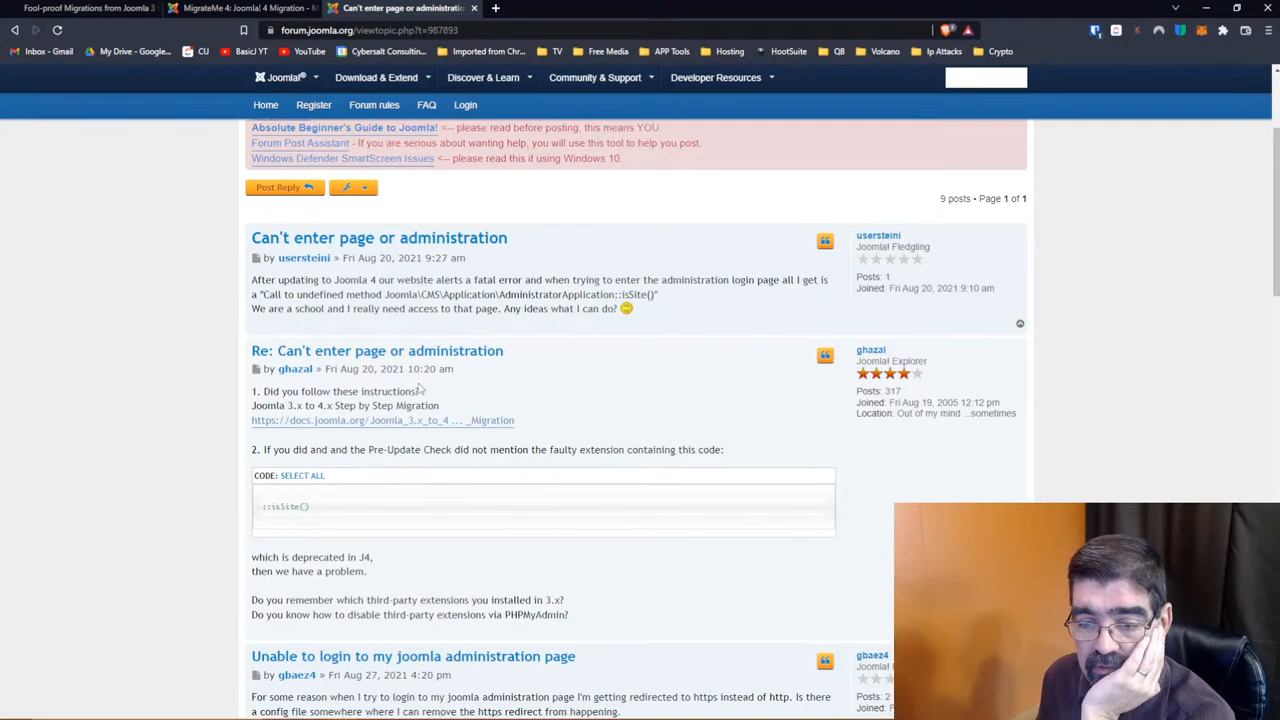 Fool-proof Migrations from Joomla 3
MigrateMe 4: Joomla! 4 Migration -
Can't enter page or administratio
forum.joomla.org/viewtopic.php?t=987893
Inbox - Gmail
My Drive - Google...
CU
BasicJ YT
YouTube
Cybersalt Consulting...
Imported from Chr...
TV
Free Media
APP Tools
Hosting
HootSuite
QB
Volcano
Ip Attacks
Crypto
Joomla!®
Download & Extend
Discover & Learn
Community & Support
Developer Resources
Home
Register
Forum rules
FAQ
Login
Absolute Beginner's Guide to Joomla! <-- please read before posting, this means YOU.
Forum Post Assistant - If you are serious about wanting help, you will use this tool to help you post.
Windows Defender SmartScreen Issues <-- please read this if using Windows 10.
Post Reply
9 posts • Page 1 of 1
Can't enter page or administration
by usersteini » Fri Aug 20, 2021 9:27 am
After updating to Joomla 4 our website alerts a fatal error and when trying to enter the administration login page all I get is
a "Call to undefined method Joomla\CMS\Application\AdministratorApplication::isSite()"
We are a school and I really need access to that page. Any ideas what I can do?
usersteini
Joomla! Fledgling
Posts: 1
Joined: Fri Aug 20, 2021 9:10 am
Re: Can't enter page or administration
by ghazal » Fri Aug 20, 2021 10:20 am
1. Did you follow these instructions?
Joomla 3.x to 4.x Step by Step Migration
https://docs.joomla.org/Joomla_3.x_to_4 ... _Migration
2. If you did and and the Pre-Update Check did not mention the faulty extension containing this code:
CODE: SELECT ALL
::isSite()
which is deprecated in J4,
then we have a problem.
Do you remember which third-party extensions you installed in 3.x?
Do you know how to disable third-party extensions via PHPMyAdmin?
ghazal
Joomla! Explorer
Posts: 317
Joined: Fri Aug 19, 2005 12:12 pm
Location: Out of my mind ...sometimes
Unable to login to my joomla administration page
by gbaez4 » Fri Aug 27, 2021 4:20 pm
For some reason when I try to login to my joomla administration page I'm getting redirected to https instead of http. Is there
a config file somewhere where I can remove the https redirect from happening.
gbaez4
Joomla!
Posts: 2
Joined: